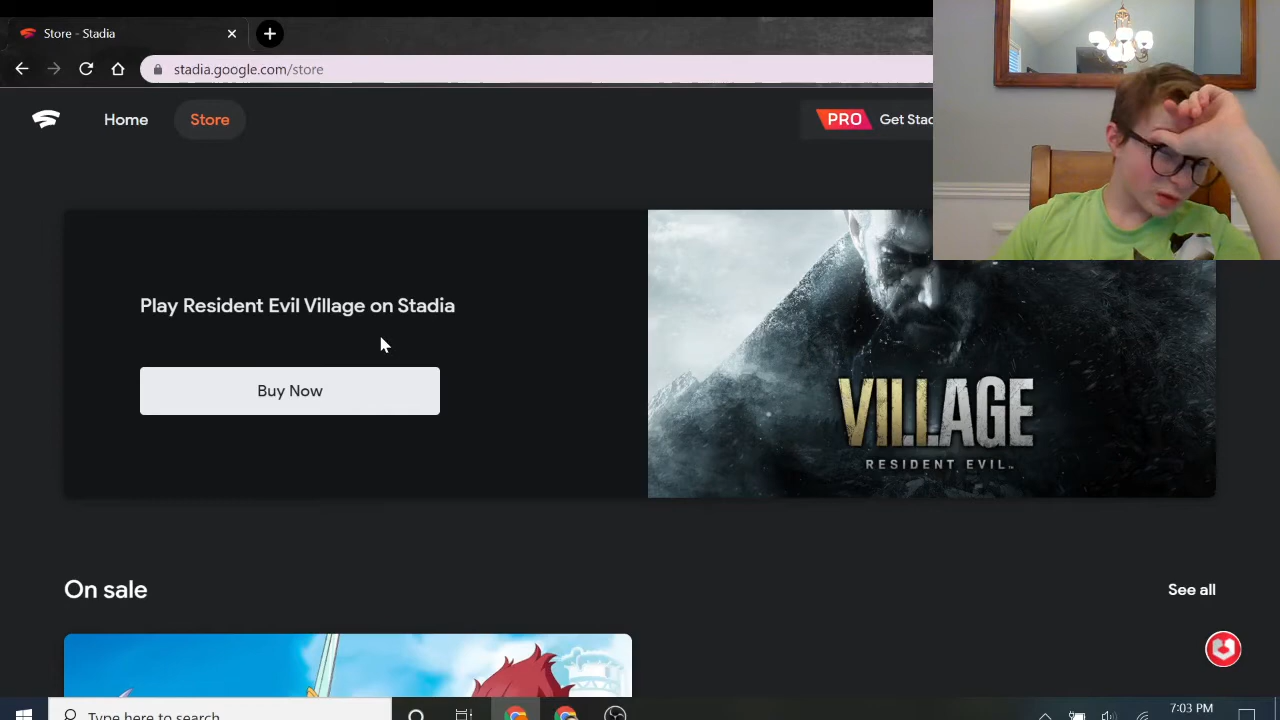 Store - Stadia
stadia.google.com/store
Home
Store
PRO Get Stad
Play Resident Evil Village on Stadia
Buy Now
VILLAGE
RESIDENT EVIL™
On sale
See all
Type here to search
7:03 PM